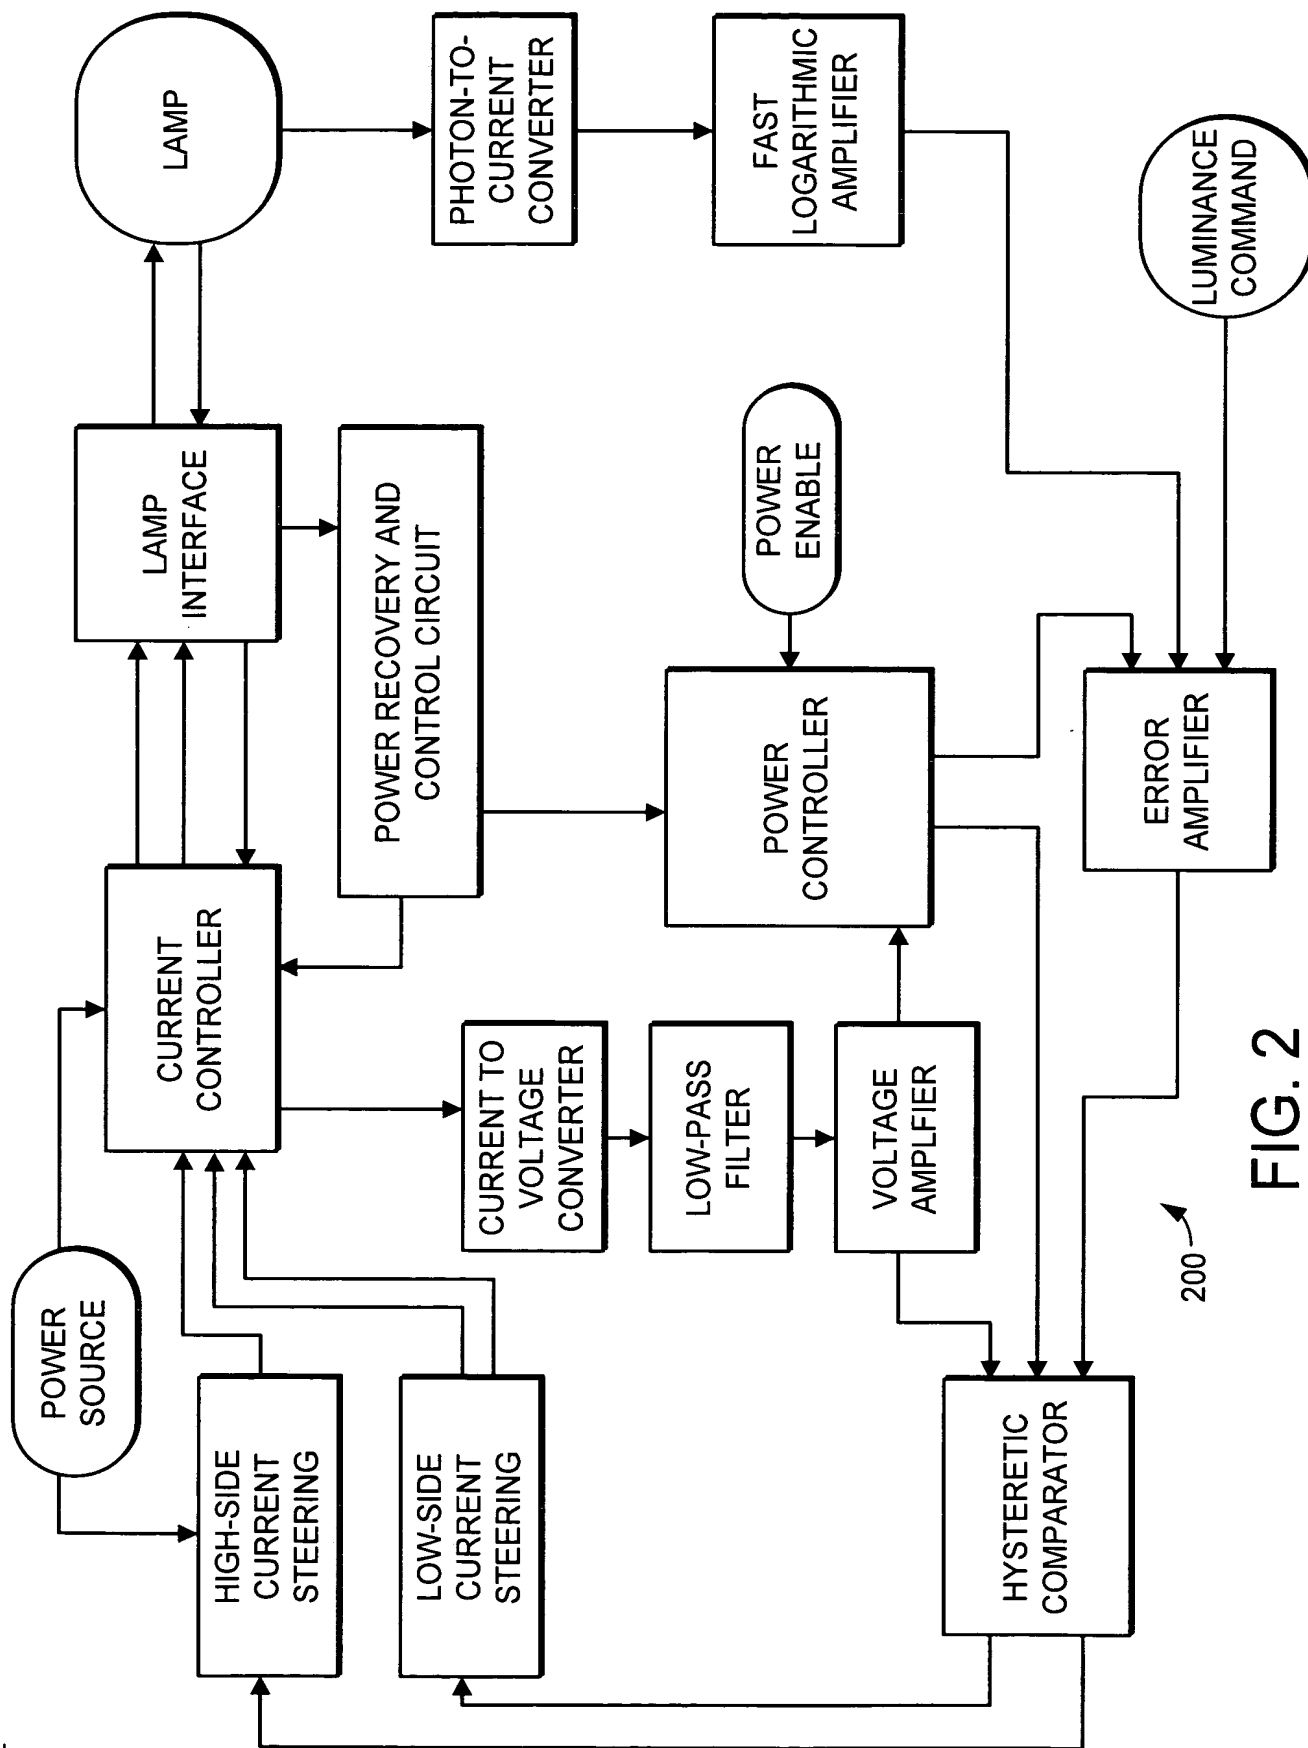 POWER
SOURCE
HIGH-SIDE
CURRENT
STEERING
LOW-SIDE
CURRENT
STEERING
CURRENT
CONTROLLER
LAMP
INTERFACE
LAMP
POWER RECOVERY AND
CONTROL CIRCUIT
PHOTON-TO-
CURRENT
CONVERTER
CURRENT TO
VOLTAGE
CONVERTER
LOW-PASS
FILTER
VOLTAGE
AMPLFIER
POWER
CONTROLLER
POWER
ENABLE
FAST
LOGARITHMIC
AMPLIFIER
HYSTERETIC
COMPARATOR
ERROR
AMPLIFIER
LUMINANCE
COMMAND
200
FIG. 2